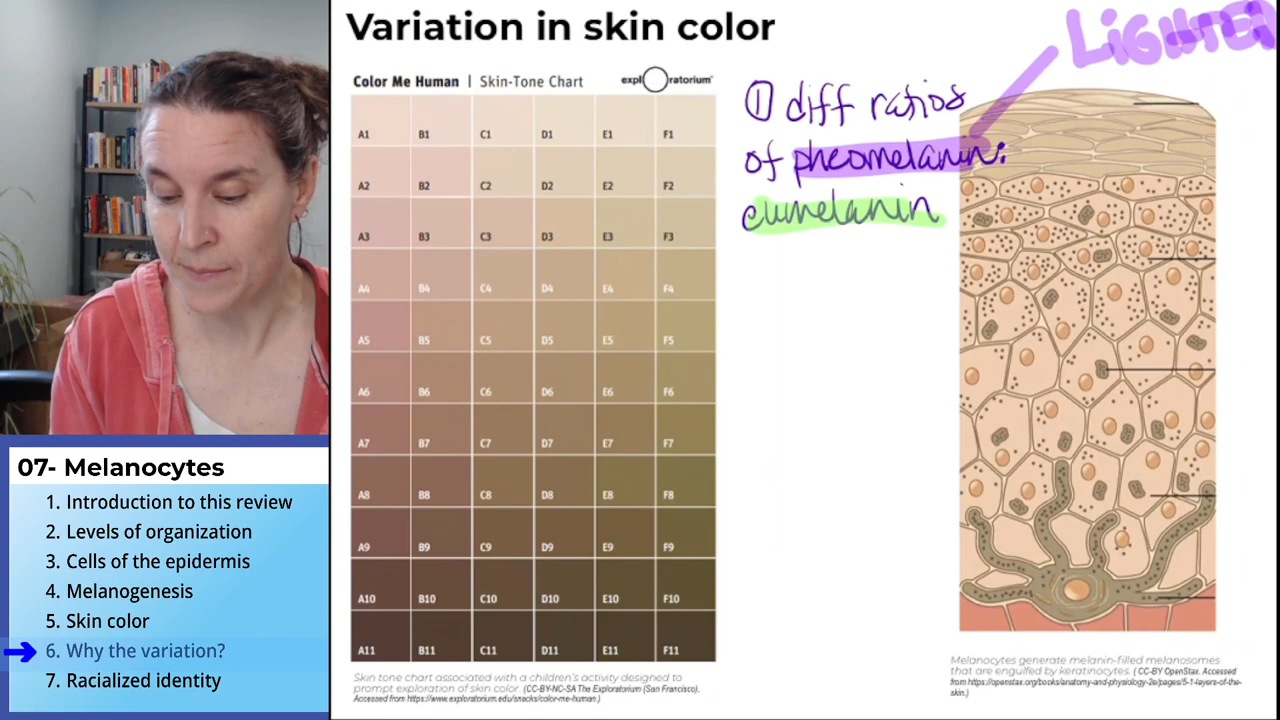 Variation in skin color
Color Me Human | Skin-Tone Chart
expl ratorium
A1 B1 C1 D1 E1 F1
A2 B2 C2 D2 E2 F2
A3 B3 C3 D3 E3 F3
A4 B4 C4 D4 E4 F4
A5 B5 C5 D5 E5 F5
A6 B6 C6 D6 E6 F6
A7 B7 C7 D7 E7 F7
A8 B8 C8 D8 E8 F8
A9 B9 C9 D9 E9 F9
A10 B10 C10 D10 E10 F10
A11 B11 C11 D11 E11 F11
Skin tone chart associated with a children's activity designed to
prompt exploration of skin color. (CC-BY-NC-SA The Exploratorium (San Francisco).
Accessed from https://www.exploratorium.edu/snacks/color-me-human.)
LIGHTER
① diff ratios
of pheomelanin:
eumelanin
Melanocytes generate melanin-filled melanosomes
that are engulfed by keratinocytes. (CC-BY OpenStax. Accessed
from https://openstax.org/books/anatomy-and-physiology-2e/pages/5-1-layers-of-the-
skin.)
07- Melanocytes
1. Introduction to this review
2. Levels of organization
3. Cells of the epidermis
4. Melanogenesis
5. Skin color
6. Why the variation?
7. Racialized identity